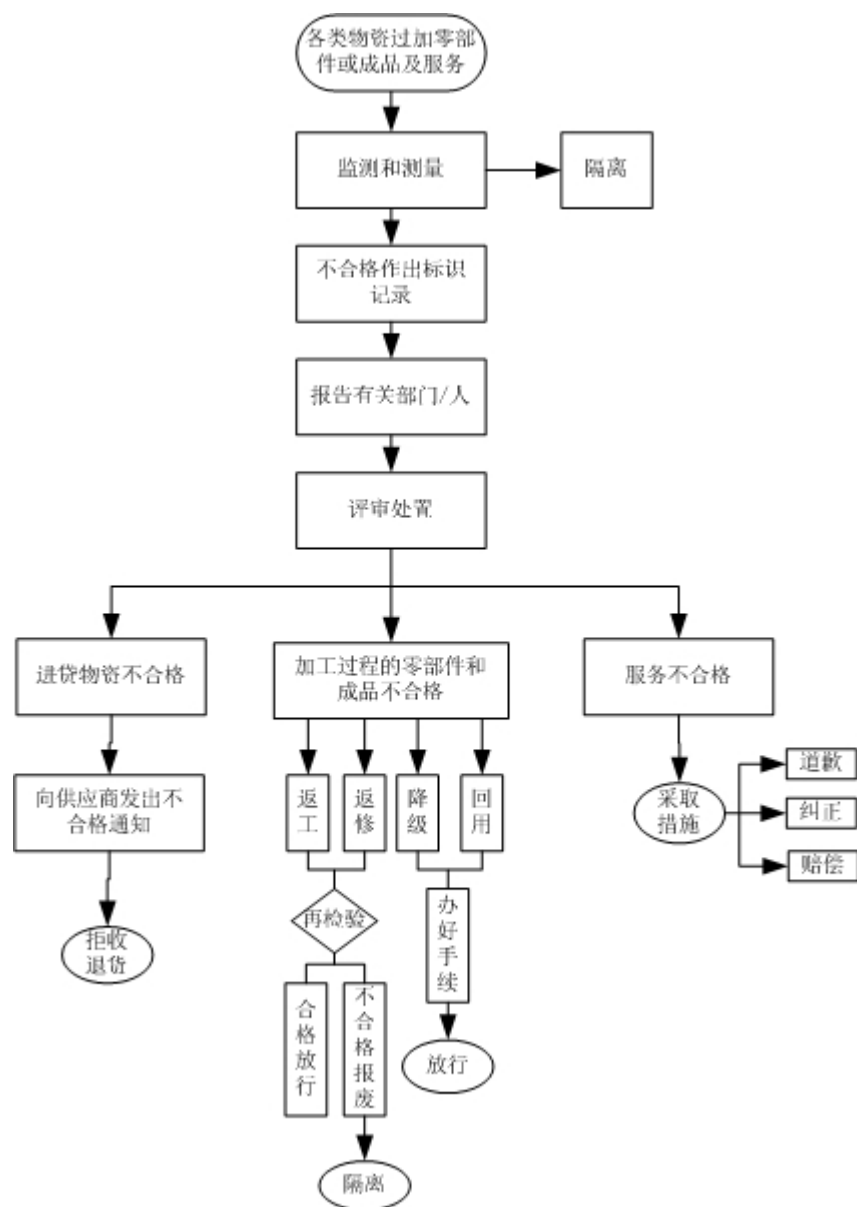 各类物资过加零部
件或成品及服务
监测和测量
隔离
不合格作出标识
记录
报告有关部门/人
评审处置
进贷物资不合格
加工过程的零部件和
成品不合格
服务不合格
向供应商发出不
合格通知
返工
返修
降级
回用
采取
措施
道歉
纠正
赔偿
拒收
退货
再检验
办好手续
合格放行
不合格报废
放行
隔离